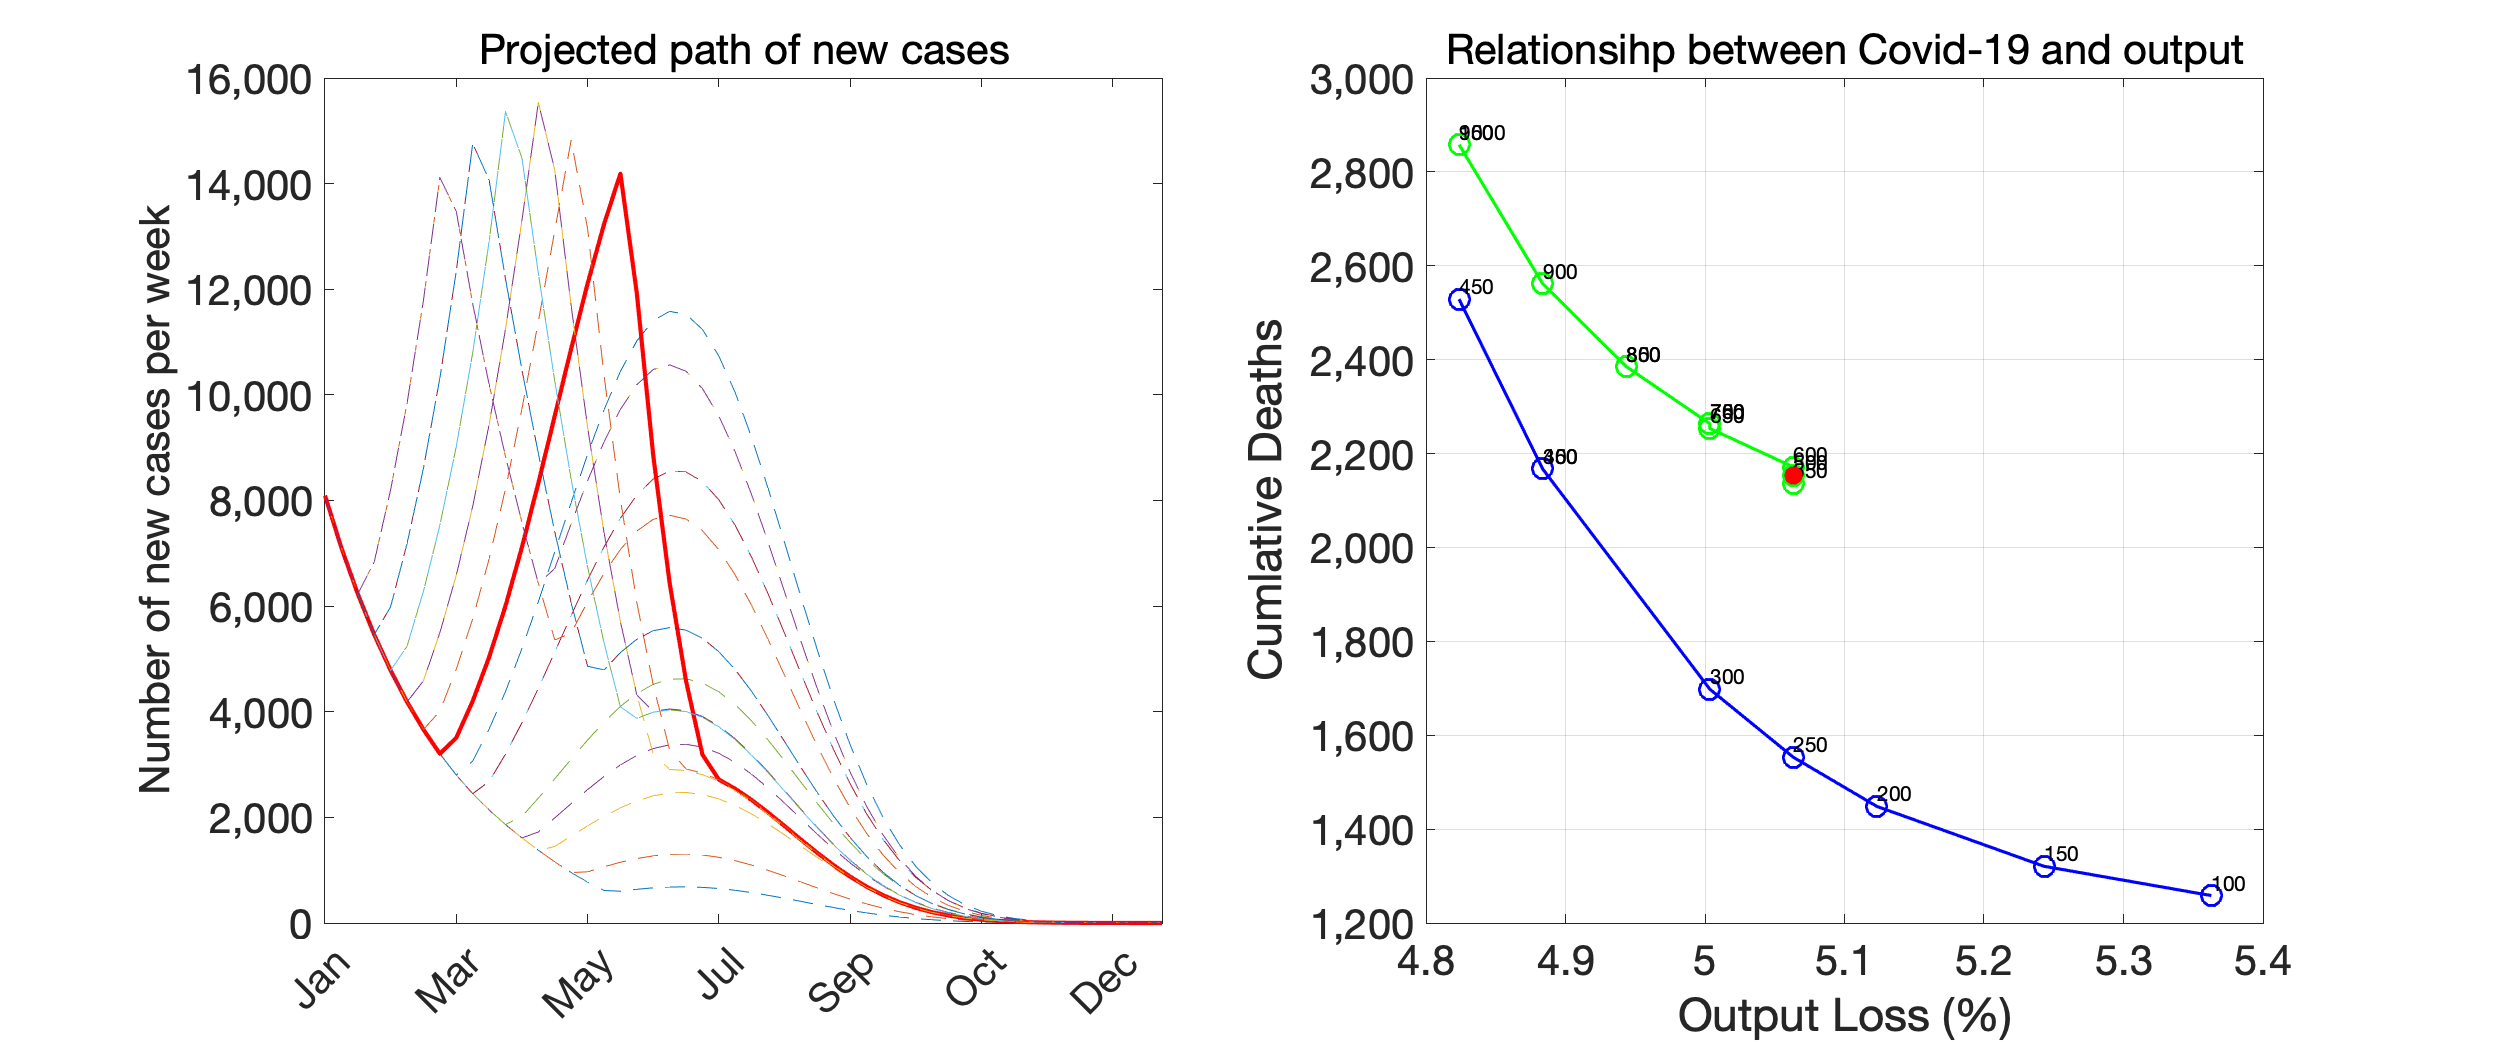 Projected path of new cases
16,000
14,000
12,000
10,000
8,000
6,000
4,000
2,000
0
Number of new cases per week
Jan
Mar
May
Jul
Sep
Oct
Dec
Relationsihp between Covid-19 and output
3,000
2,800
2,600
2,400
2,200
2,000
1,800
1,600
1,400
1,200
Cumlative Deaths
900
450
600
300
250
200
150
100
4.8
4.9
5
5.1
5.2
5.3
5.4
Output Loss (%)